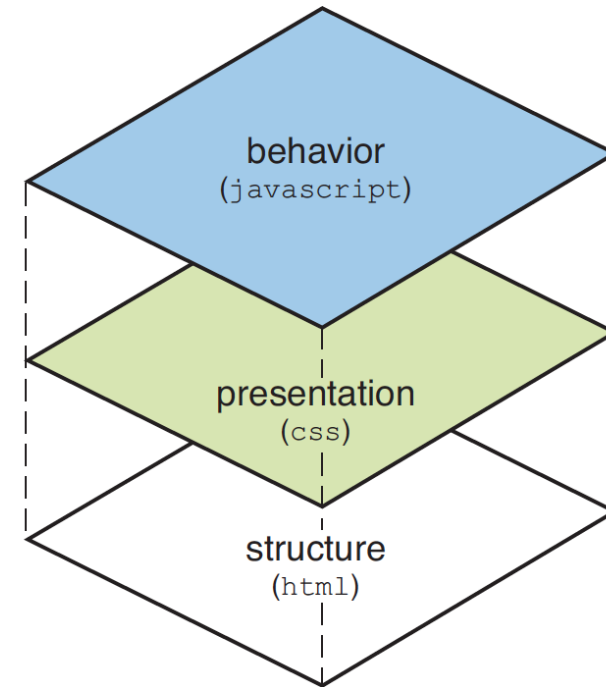 behavior
(javascript)
presentation
(css)
structure
(html)